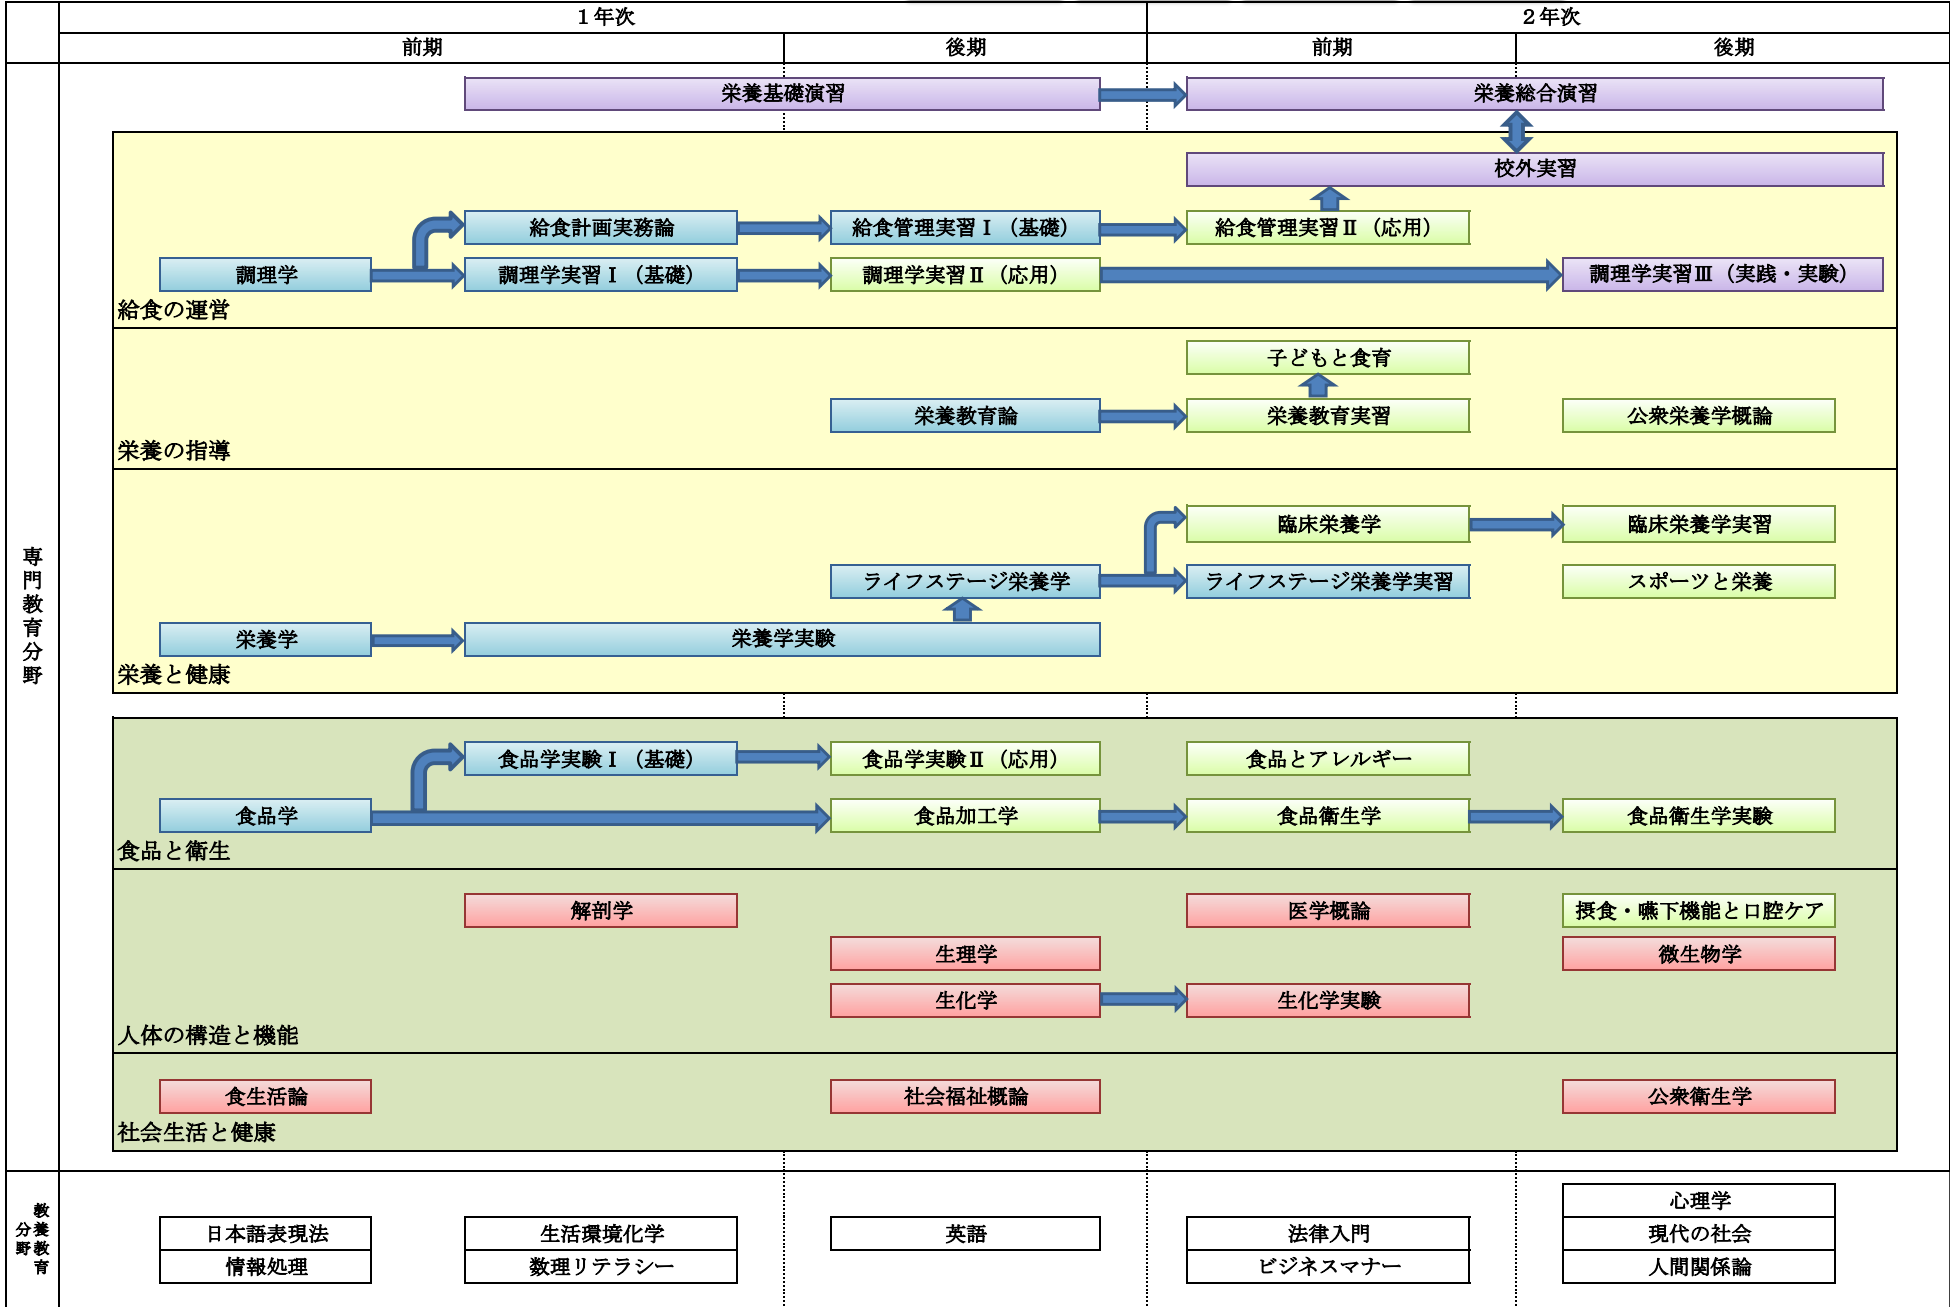 １年次
２年次
前期
後期
前期
後期
専門教育分野
栄養基礎演習
栄養総合演習
校外実習
給食計画実務論
給食管理実習Ⅰ（基礎）
給食管理実習Ⅱ（応用）
調理学
調理学実習Ⅰ（基礎）
調理学実習Ⅱ（応用）
調理学実習Ⅲ（実践・実験）
給食の運営
子どもと食育
栄養教育論
栄養教育実習
公衆栄養学概論
栄養の指導
臨床栄養学
臨床栄養学実習
ライフステージ栄養学
ライフステージ栄養学実習
スポーツと栄養
栄養学
栄養学実験
栄養と健康
食品学実験Ⅰ（基礎）
食品学実験Ⅱ（応用）
食品とアレルギー
食品学
食品加工学
食品衛生学
食品衛生学実験
食品と衛生
解剖学
医学概論
摂食・嚥下機能と口腔ケア
生理学
微生物学
生化学
生化学実験
人体の構造と機能
食生活論
社会福祉概論
公衆衛生学
社会生活と健康
教養教育
分野
心理学
日本語表現法
生活環境化学
英語
法律入門
現代の社会
情報処理
数理リテラシー
ビジネスマナー
人間関係論